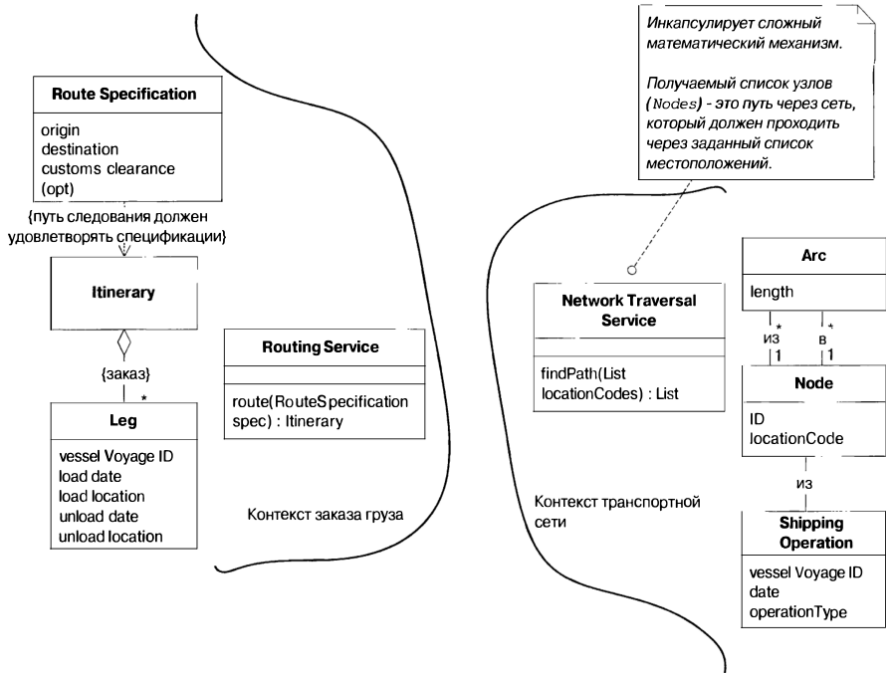 Инкапсулирует сложный
математический механизм.
Получаемый список узлов
(Nodes) - это путь через сеть,
который должен проходить
через заданный список
местоположений.
Route Specification
origin
destination
customs clearance
(opt)
{путь следования должен
удовлетворять спецификации}
Itinerary
{заказ}
*
Leg
vessel Voyage ID
load date
load location
unload date
unload location
Routing Service
route(RouteSpecification
spec) : Itinerary
Контекст заказа груза
Network Traversal
Service
findPath(List
locationCodes) : List
Контекст транспортной
сети
Arc
length
* *
из в
1 1
Node
ID
locationCode
из
Shipping
Operation
vessel Voyage ID
date
operationType